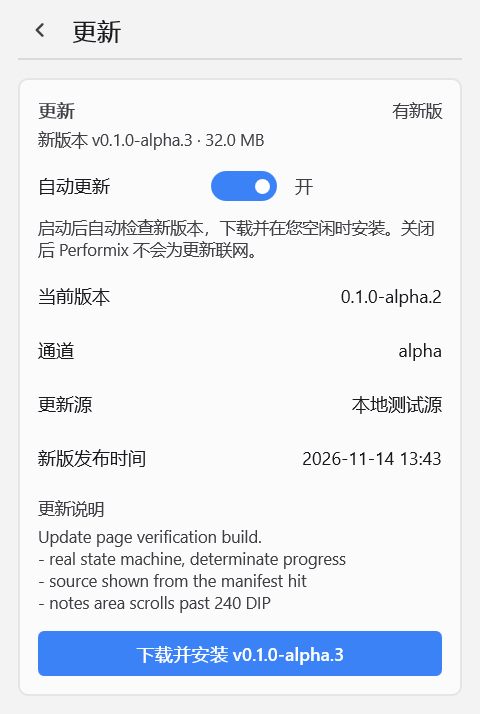 更新
更新 有新版
新版本 v0.1.0-alpha.3 · 32.0 MB
自动更新 开
启动后自动检查新版本，下载并在您空闲时安装。关闭
后 Performix 不会为更新联网。
当前版本 0.1.0-alpha.2
通道 alpha
更新源 本地测试源
新版发布时间 2026-11-14 13:43
更新说明
Update page verification build.
- real state machine, determinate progress
- source shown from the manifest hit
- notes area scrolls past 240 DIP
下载并安装 v0.1.0-alpha.3